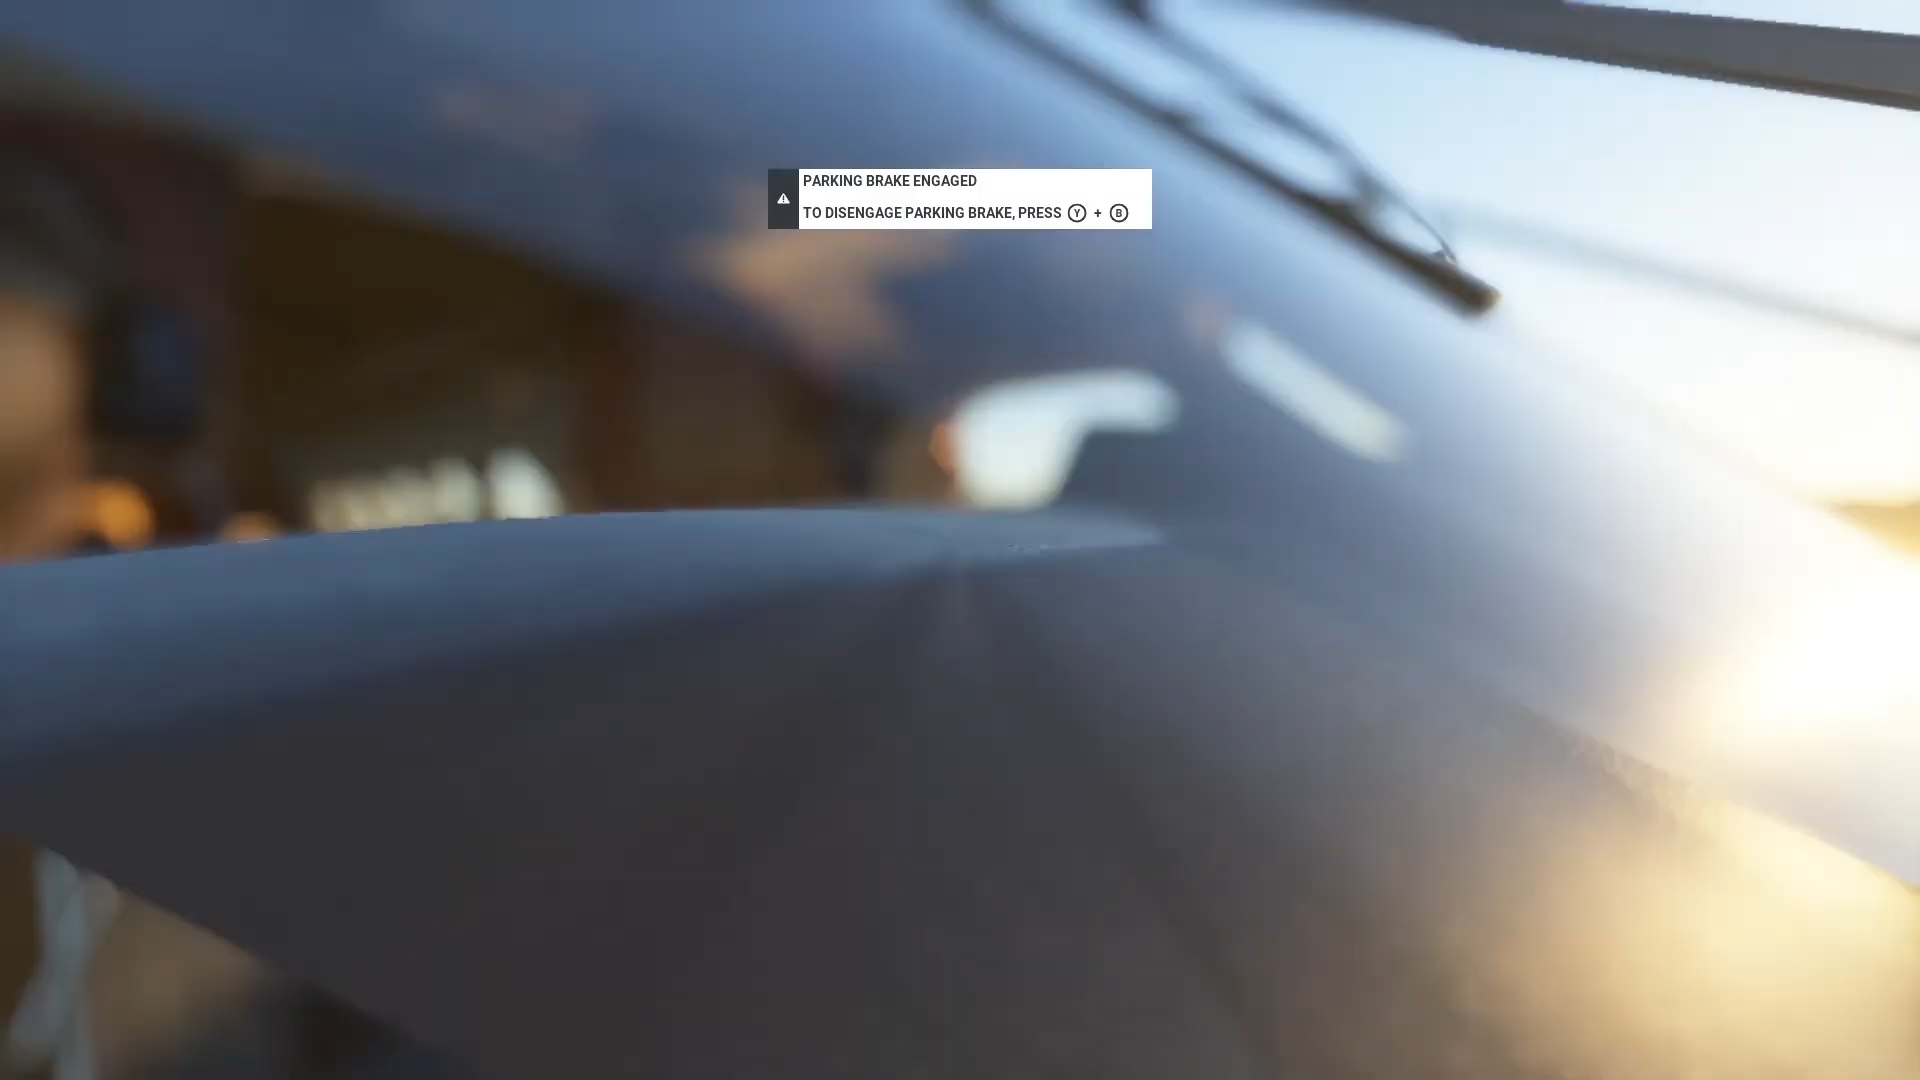 PARKING BRAKE ENGAGED
TO DISENGAGE PARKING BRAKE, PRESS Y + B